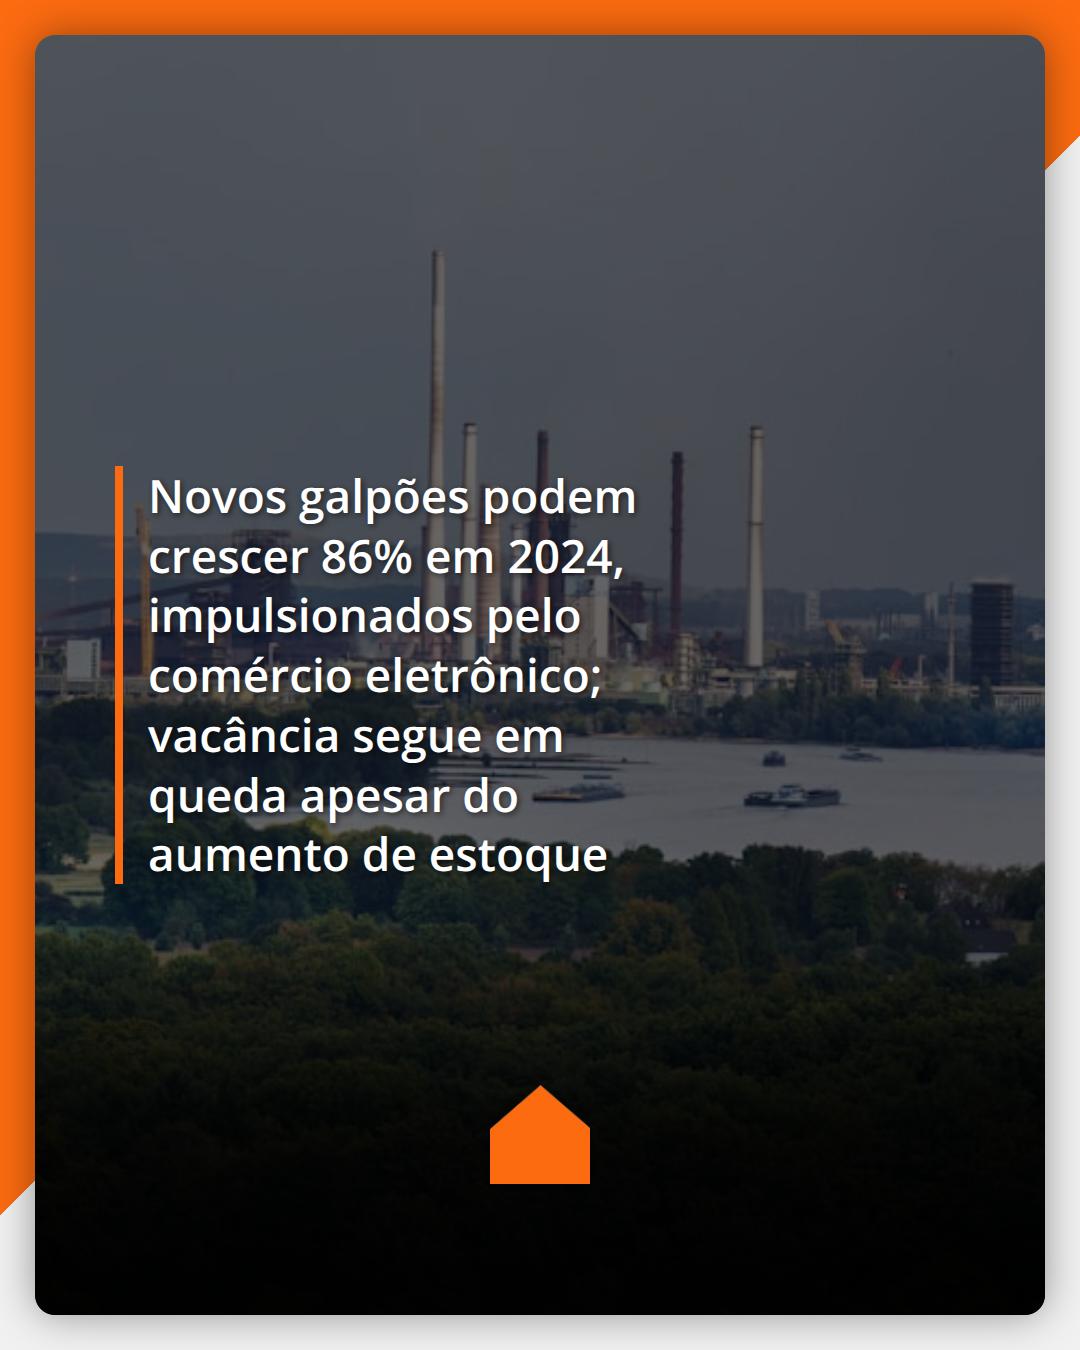 Novos galpões podem
crescer 86% em 2024,
impulsionados pelo
comércio eletrônico;
vacância segue em
queda apesar do
aumento de estoque